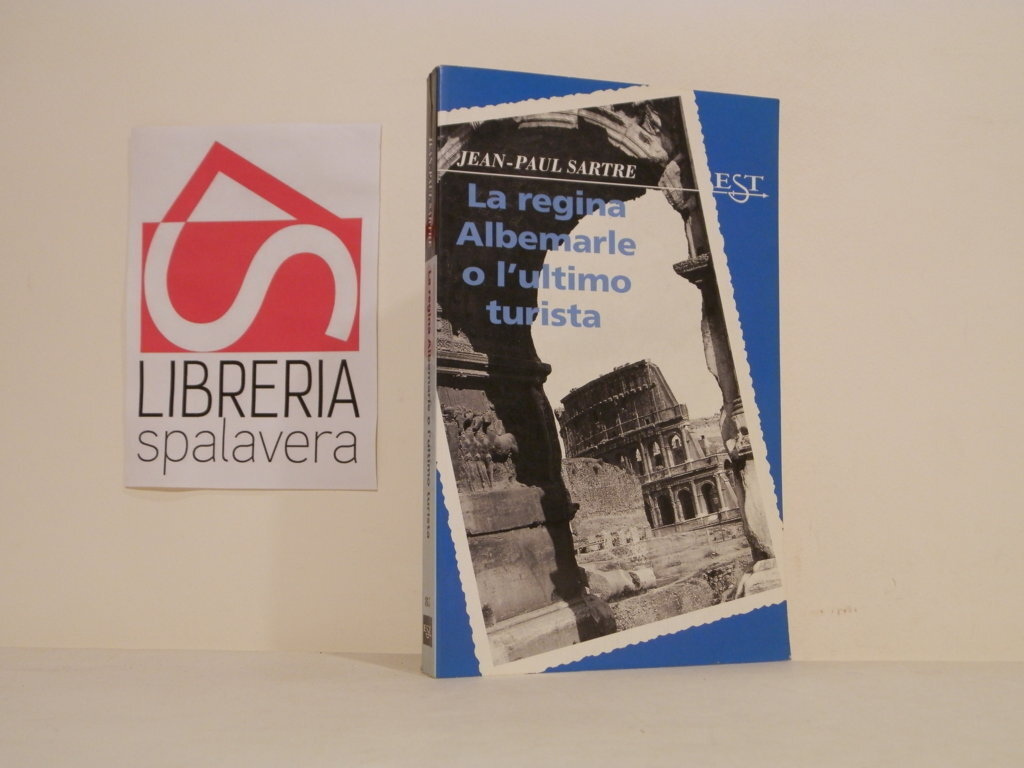 LIBRERIA
spalavera
JEAN-PAUL SARTRE
EST
La regina
Albemarle
o l'ultimo
turista
JEAN-PAUL SARTRE La regina Albemarle o l'ultimo turista
EST